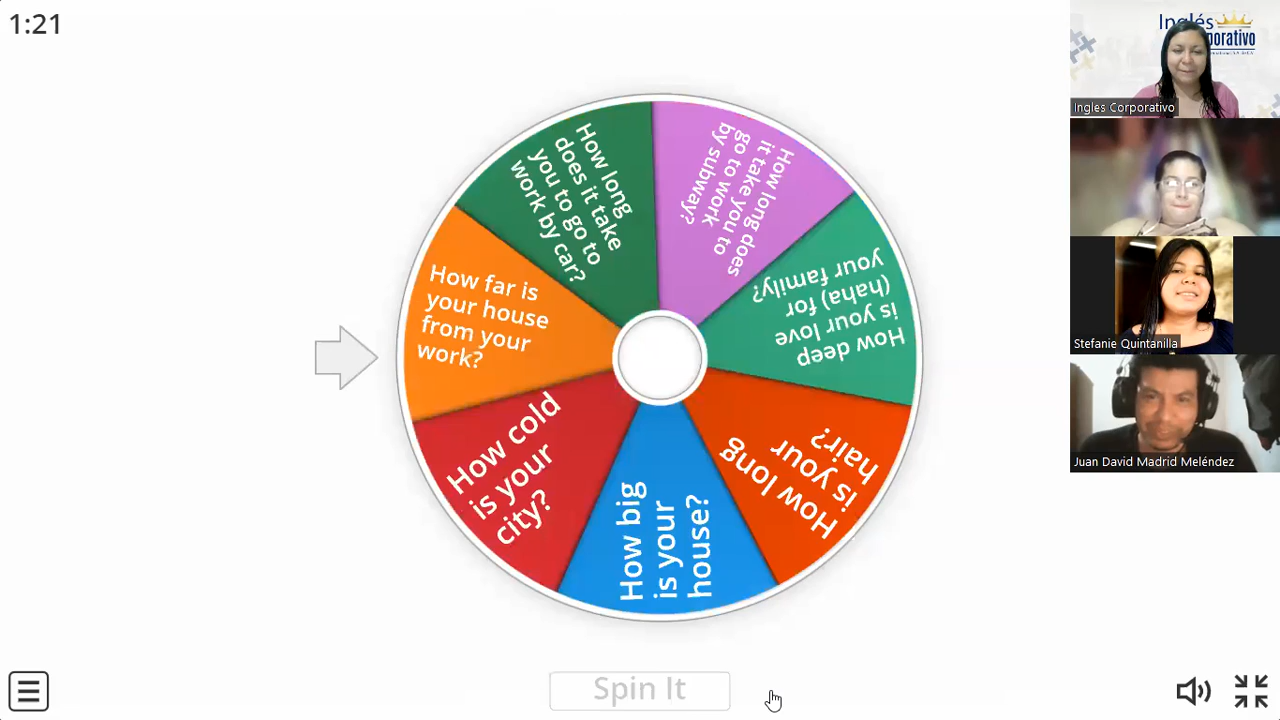 1:21
How long
does it take
you to go to
work by car?
How long does
it take you to
go to work
by subway?
How deep
is your love
(haha) for
your family?
How long
is your
hair?
How big
is your
house?
How cold
is your
city?
How far is
your house
from your
work?
Spin It
Inglés
Ingles Corporativo
Stefanie Quintanilla
Juan David Madrid Meléndez